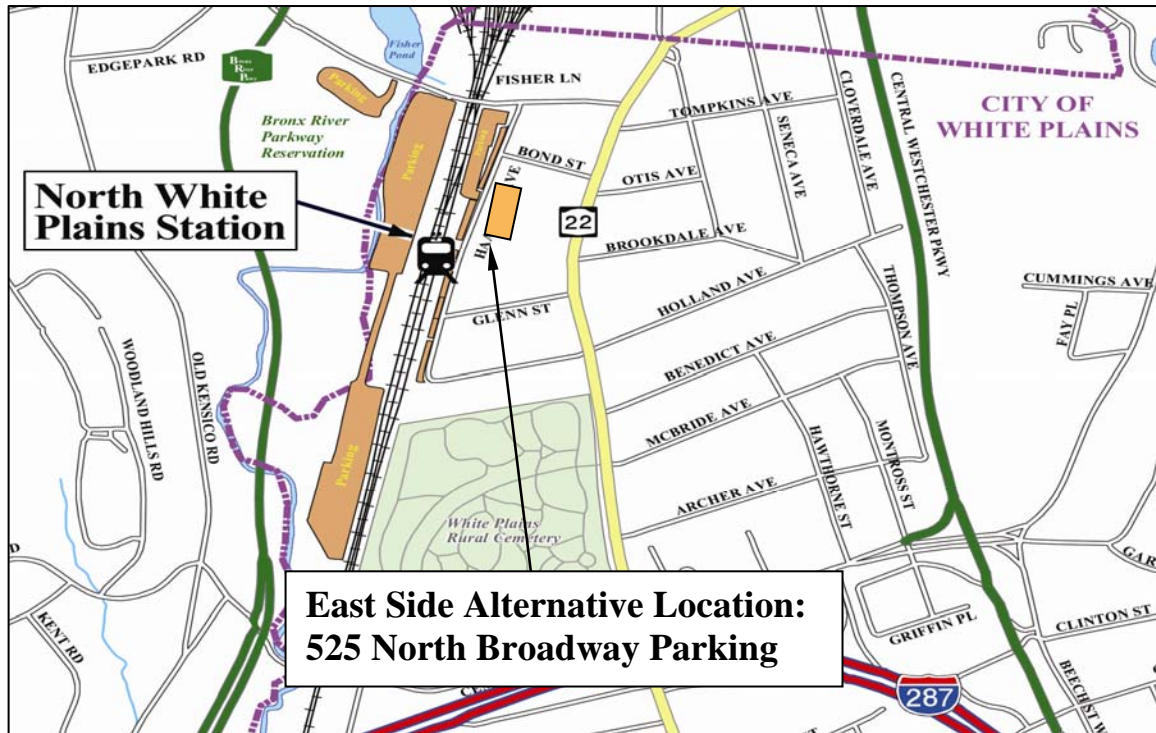 EDGEPARK RD
BRONX
RIVER
PKWY
Fisher
Pond
FISHER LN
Parking
Bronx River
Parkway
Reservation
Parking
Parking
TOMPKINS AVE
SENECA AVE
CLOVERDALE AVE
CENTRAL WESTCHESTER PKWY
CITY OF
WHITE PLAINS
BOND ST
OTIS AVE
North White
Plains Station
22
BROOKDALE AVE
HOLLAND AVE
THOMPSON AVE
CUMMINGS AVE
FAY PL
GLENN ST
BENEDICT AVE
WOODLAND HILLS RD
OLD KENSICO RD
MCBRIDE AVE
HAWTHORNE ST
MONTROSS ST
Parking
ARCHER AVE
White Plains
Rural Cemetery
East Side Alternative Location:
525 North Broadway Parking
KENT RD
GRIFFIN PL
CLINTON ST
287